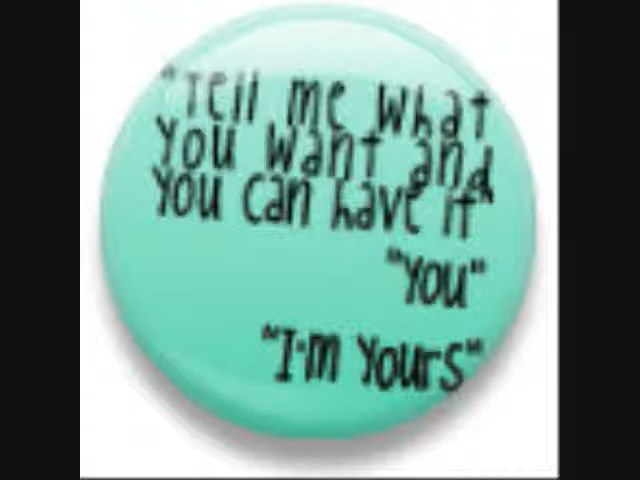 "Tell me what
You want and
You can have it"
"You"
"I'm Yours"